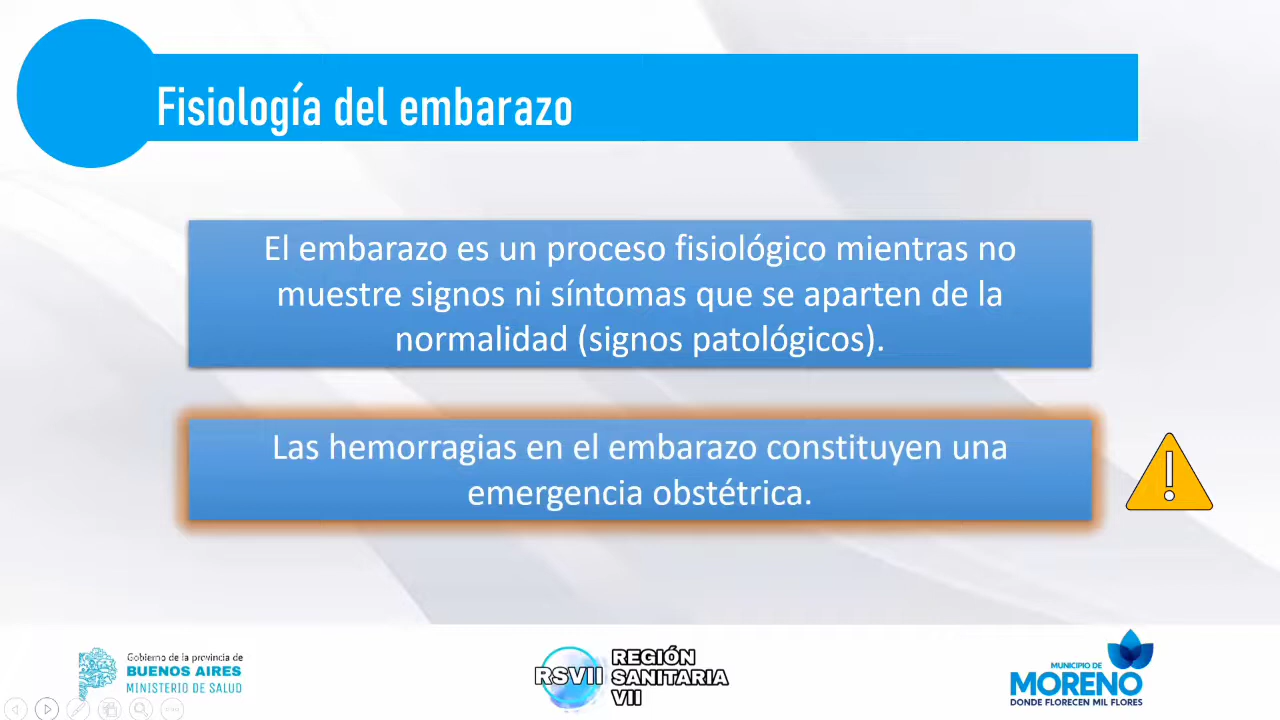 Fisiología del embarazo
El embarazo es un proceso fisiológico mientras no
muestre signos ni síntomas que se aparten de la
normalidad (signos patológicos).
Las hemorragias en el embarazo constituyen una
emergencia obstétrica.
Gobierno de la provincia de
BUENOS AIRES
MINISTERIO DE SALUD
RSVII
REGIÓN
SANITARIA
VII
MUNICIPIO DE
MORENO
DONDE FLORECEN MIL FLORES